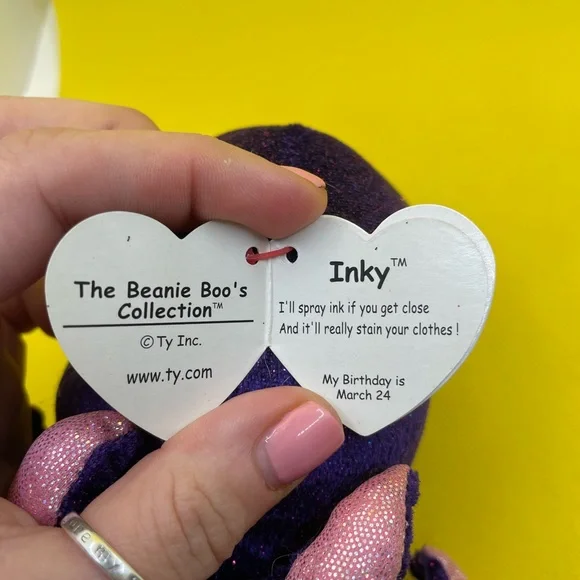 The Beanie Boo's
Collection™
© Ty Inc.
www.ty.com
Inky™
I'll spray ink if you get close
And it'll really stain your clothes !
My Birthday is
March 24